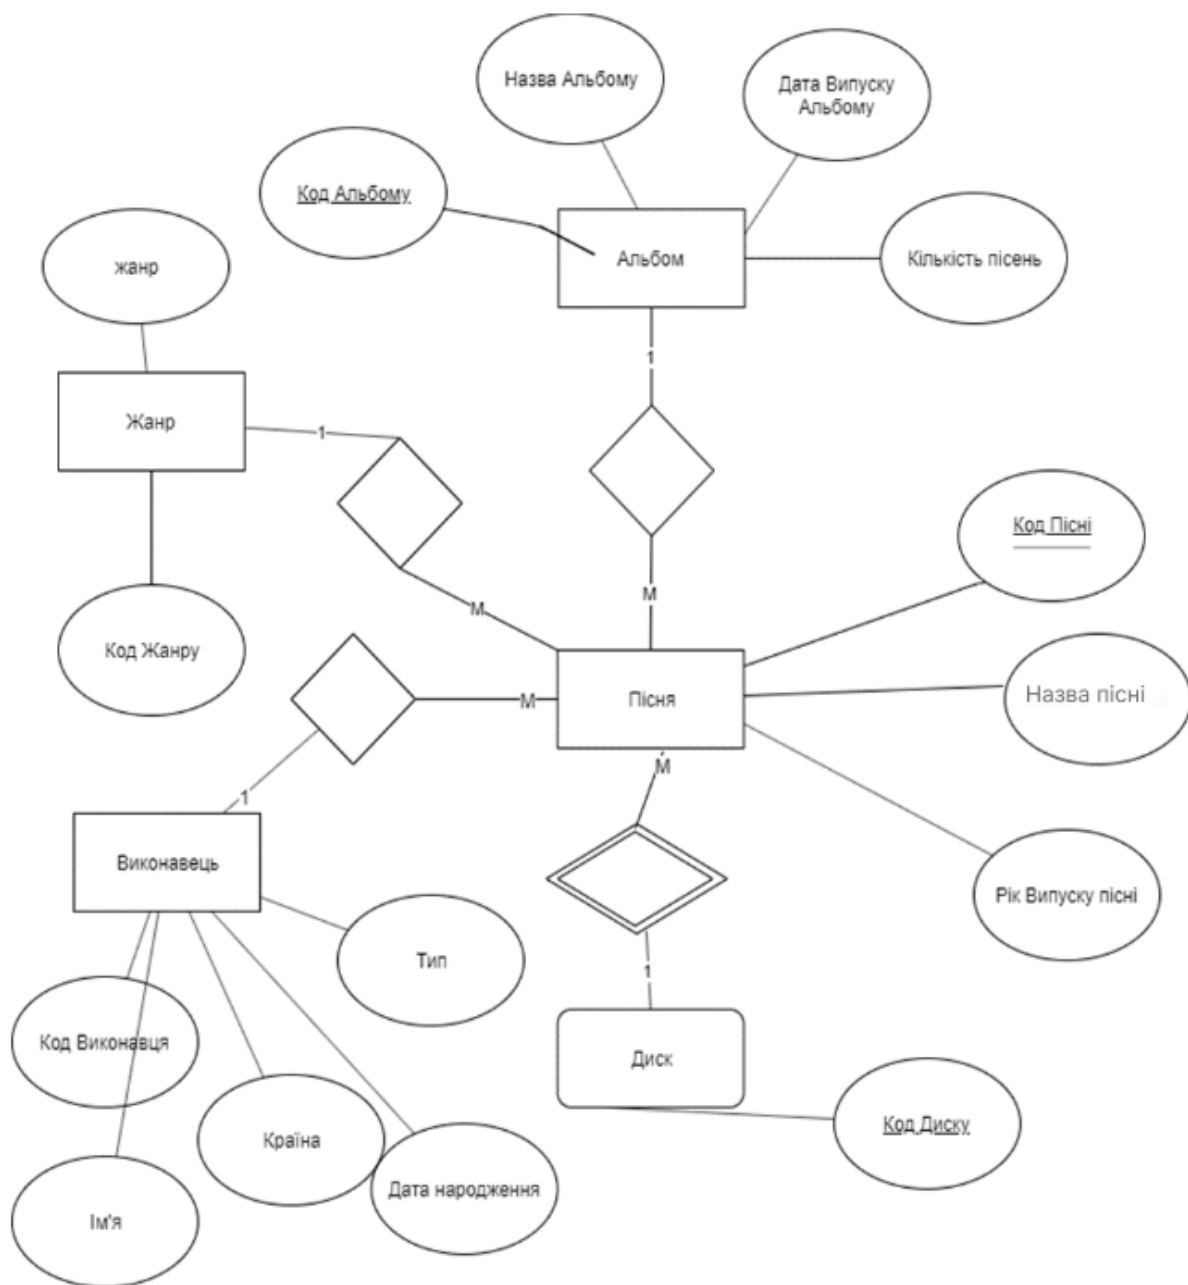 Назва Альбому
Дата Випуску
Альбому
Код Альбому
Кількість пісень
Альбом
жанр
1
Жанр
1
М
М
Код Пісні
Код Жанру
Пісня
Назва пісні
М
М
1
Виконавець
Рік Випуску пісні
Тип
1
Код Виконавця
Диск
Країна
Код Диску
Дата народження
Ім'я